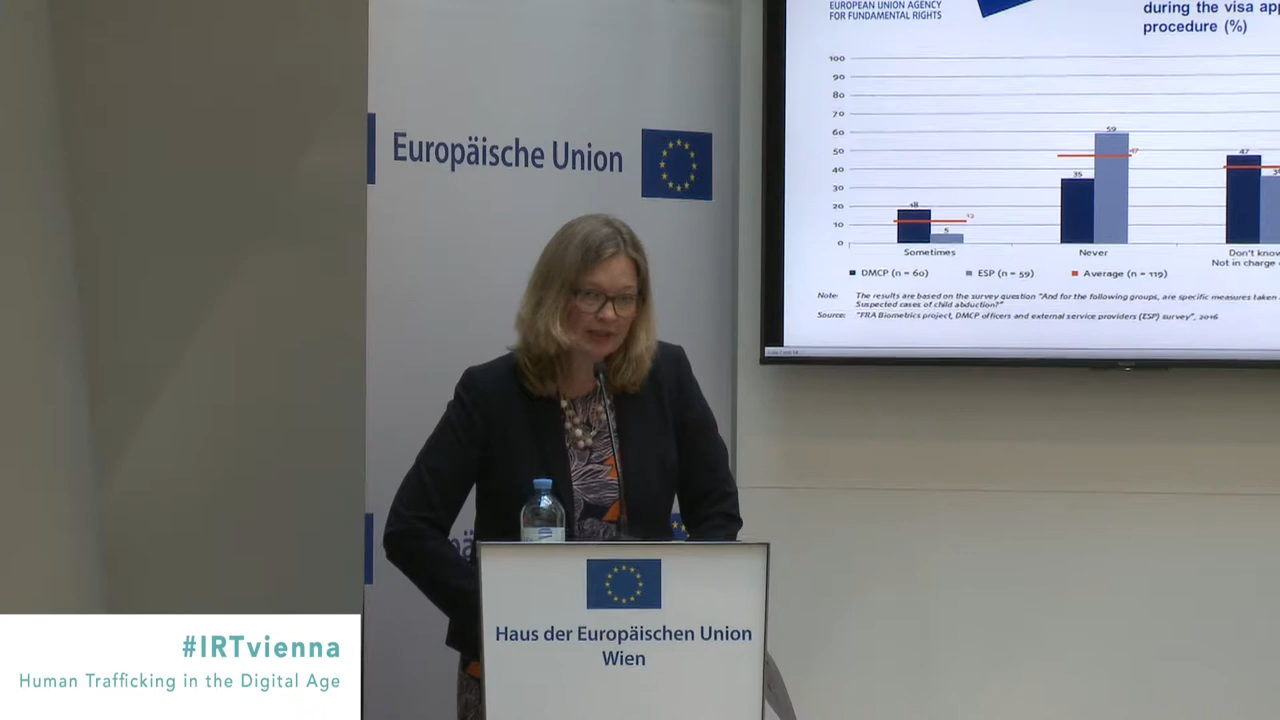 EUROPEAN UNION AGENCY
FOR FUNDAMENTAL RIGHTS
during the visa app
procedure (%)
100
90
80
70
60
50
40
30
20
10
0
18
5
12
35
59
47
47
Sometimes
Never
Don't know
Not in charge
DMCP (n = 60)
ESP (n = 59)
Average (n = 119)
Note: The results are based on the survey question "And for the following groups, are specific measures taken
Suspected cases of child abduction?"
Source: "FRA Biometrics project, DMCP officers and external service providers (ESP) survey", 2016
Europäische Union
Haus der Europäischen Union
Wien
#IRTvienna
Human Trafficking in the Digital Age